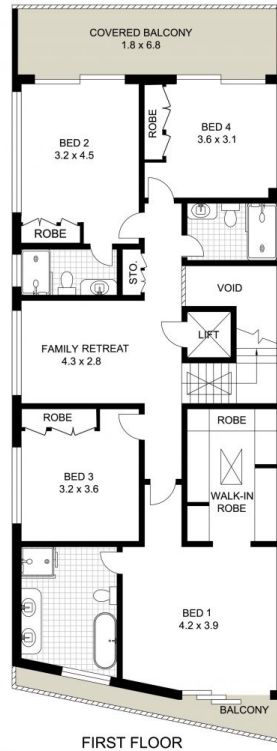 COVERED BALCONY
1.8 x 6.8
BED 2
3.2 x 4.5
ROBE
BED 4
3.6 x 3.1
ROBE
STO.
VOID
LIFT
FAMILY RETREAT
4.3 x 2.8
ROBE
BED 3
3.2 x 3.6
ROBE
WALK-IN
ROBE
BED 1
4.2 x 3.9
BALCONY
FIRST FLOOR